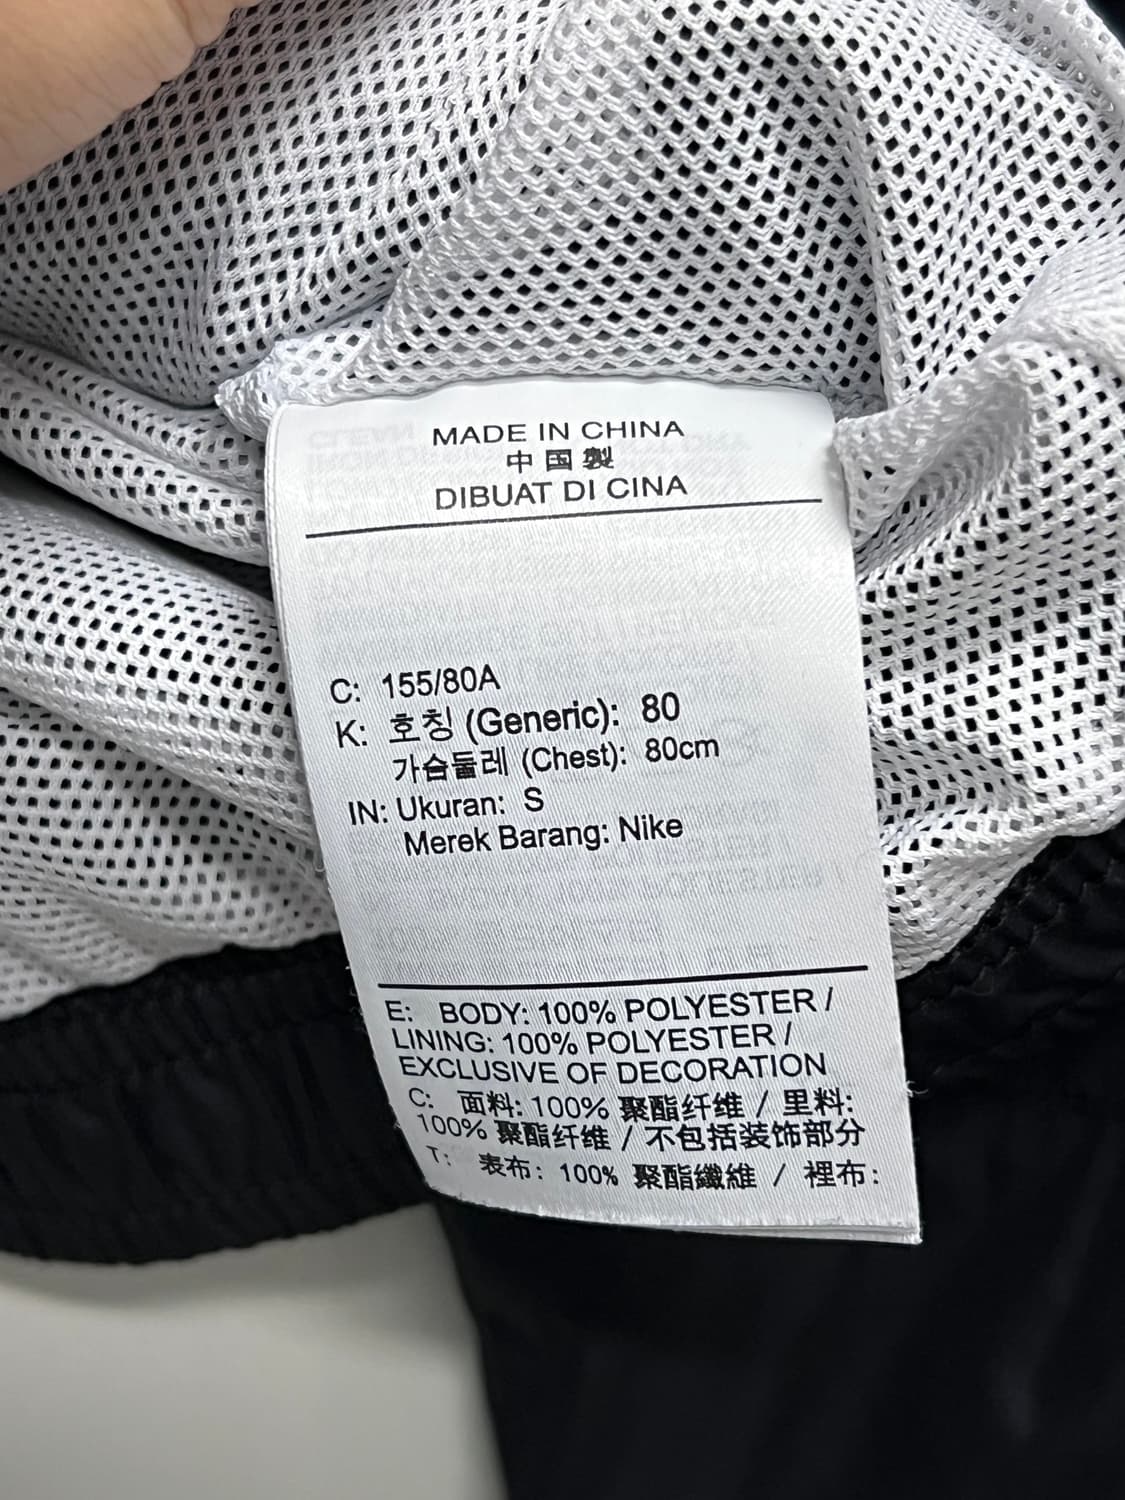 MADE IN CHINA
中国製
DIBUAT DI CINA
C: 155/80A
K: 호칭 (Generic): 80
가슴둘레 (Chest): 80cm
IN: Ukuran: S
Merek Barang: Nike
E: BODY: 100% POLYESTER /
LINING: 100% POLYESTER /
EXCLUSIVE OF DECORATION
C: 面料: 100% 聚酯纤维 / 里料:
100% 聚酯纤维 / 不包括装饰部分
T: 表布: 100% 聚酯纖維 / 裡布: